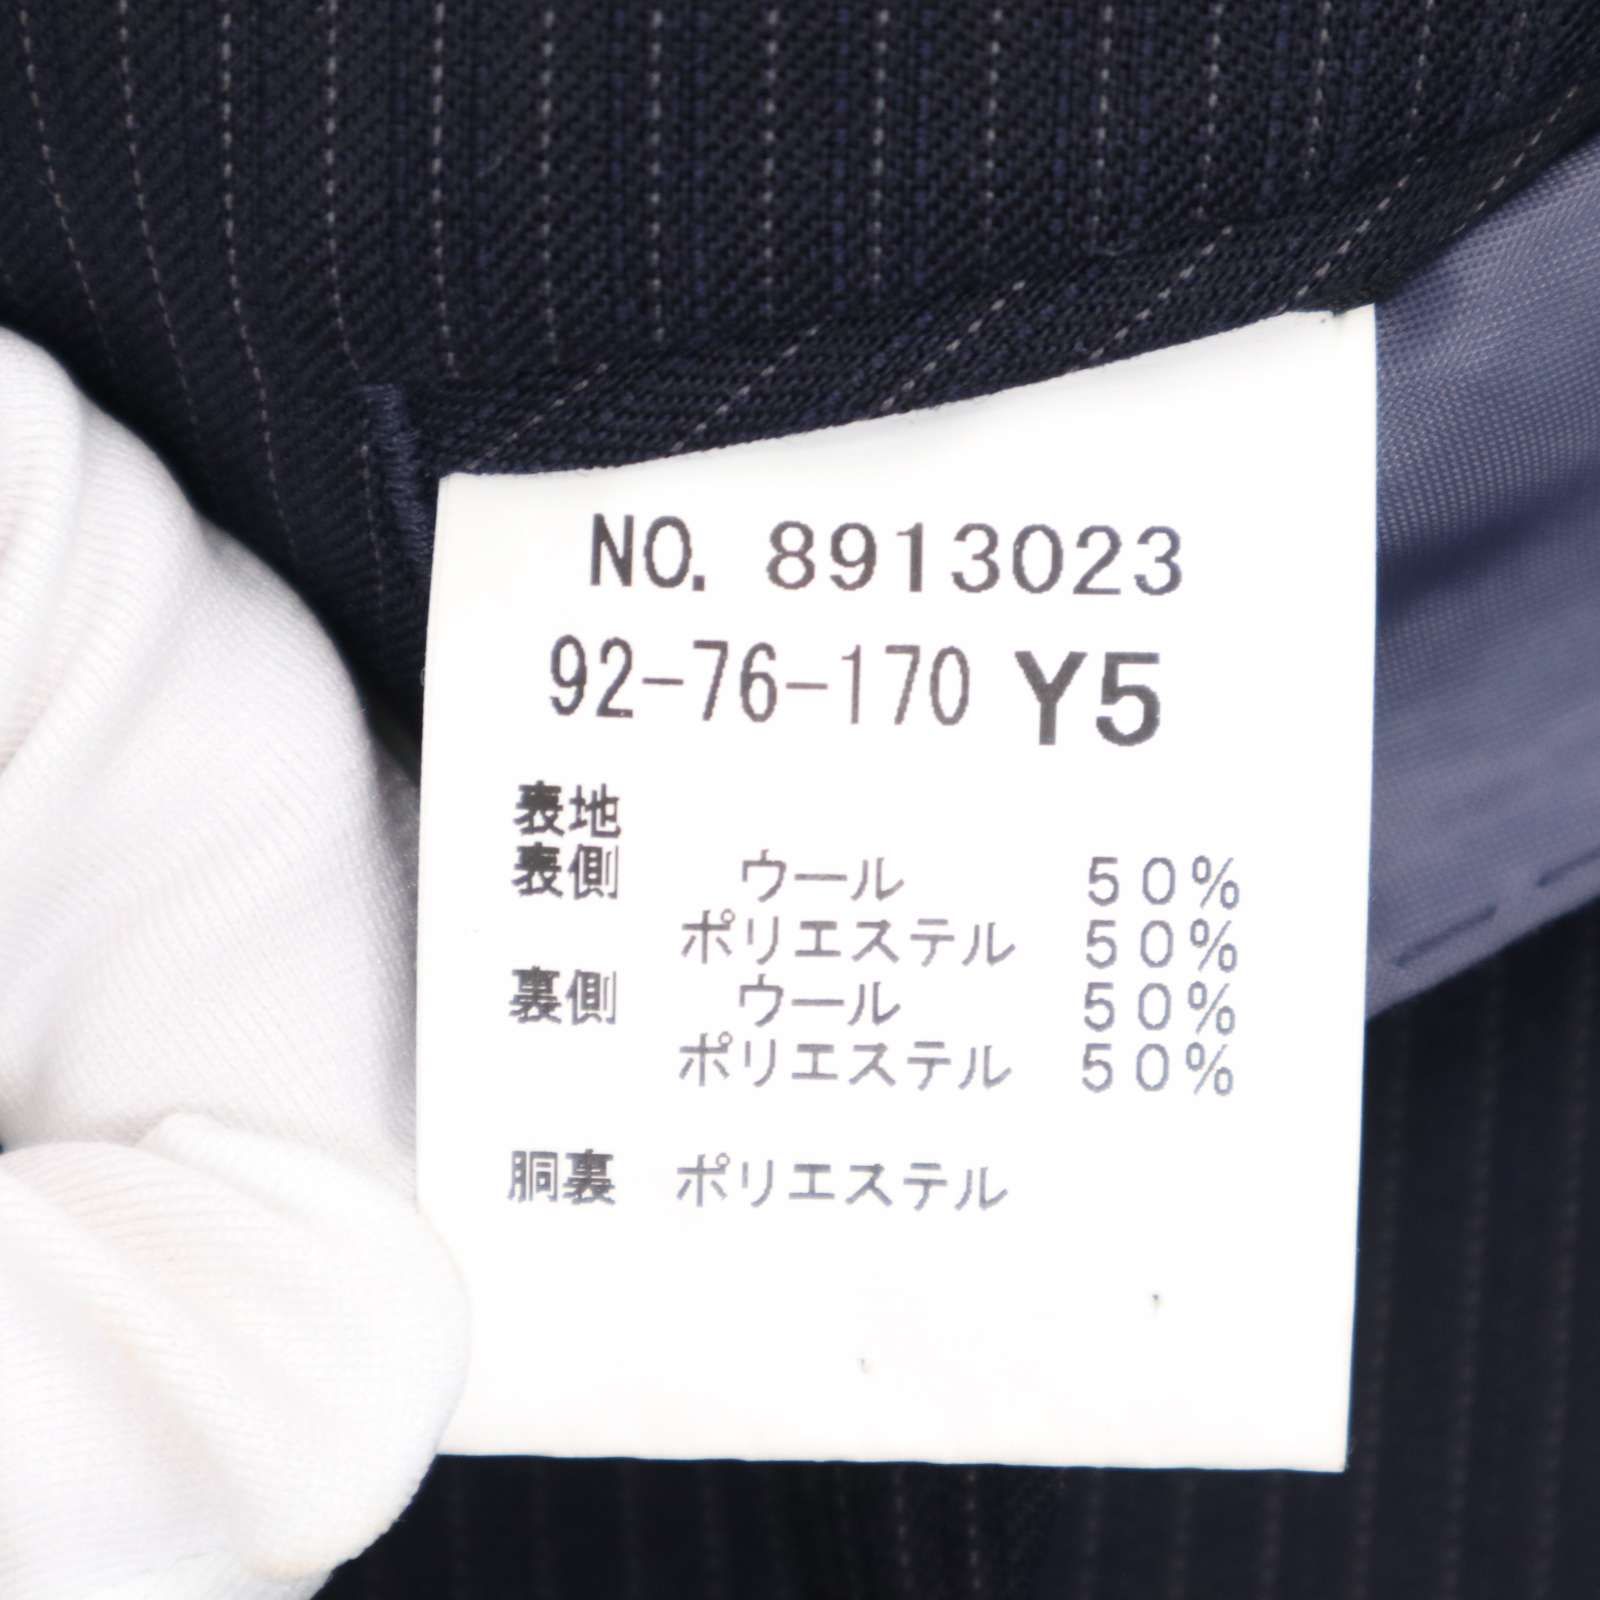 NO. 8913023
92-76-170 Y5
表地
表側 ウール 50%
ポリエステル 50%
裏側 ウール 50%
ポリエステル 50%
胴裏 ポリエステル